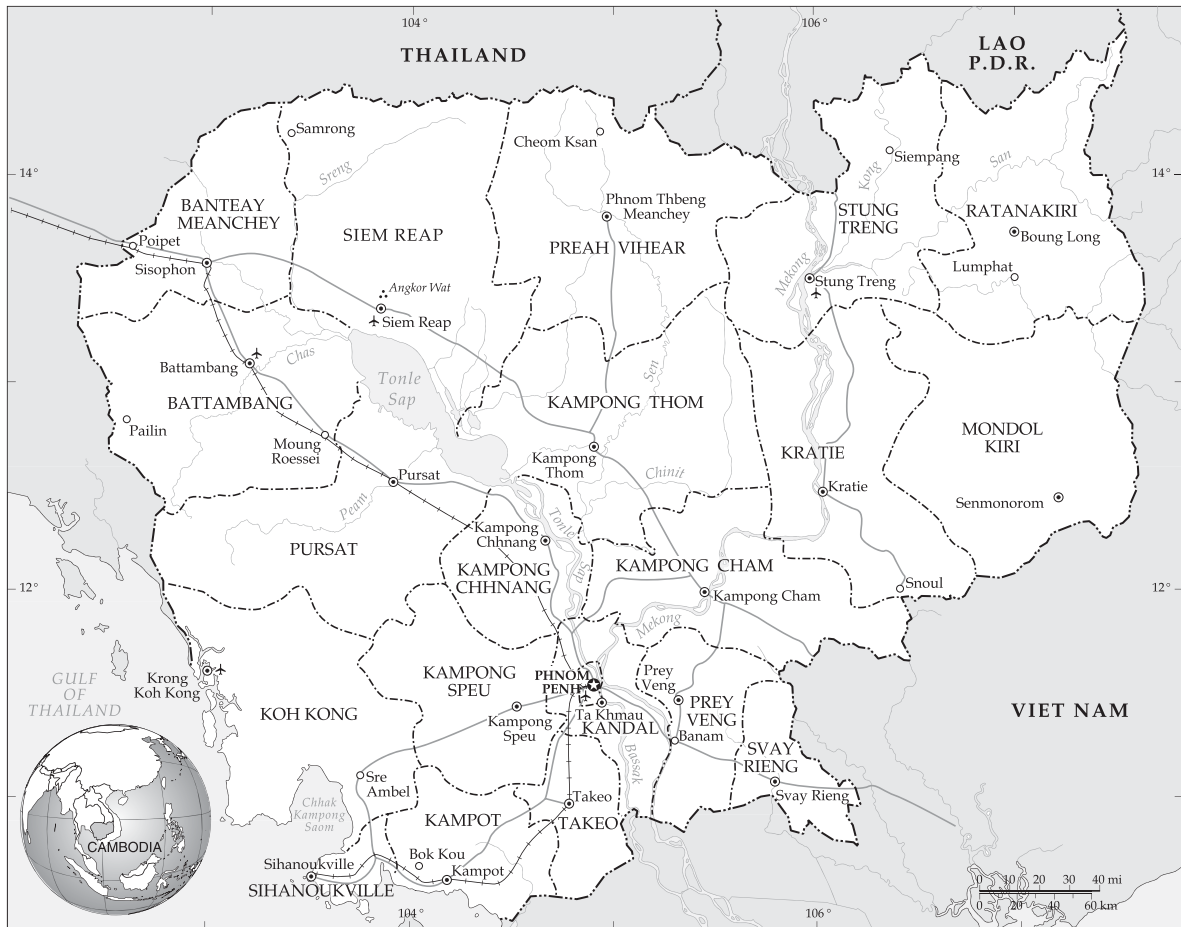 104°
106°
THAILAND
LAO
P.D.R.
Samrong
Cheom Ksan
Siempang
Sreng
Kong
San
14°
14°
BANTEAY
MEANCHEY
Phnom Thbeng
Meanchey
STUNG
TRENG
RATANAKIRI
SIEM REAP
PREAH VIHEAR
Boung Long
Poipet
Sisophon
Lumphat
Mekong
Stung Treng
Angkor Wat
Siem Reap
Chas
Battambang
Tonle
Sap
Sen
BATTAMBANG
KAMPONG THOM
Pailin
Moung
Roessei
MONDOL
KIRI
KRATIE
Kampong
Thom
Chinit
Pursat
Kratie
Senmonorom
Peam
Tonle
Sap
Kampong
Chhnang
PURSAT
KAMPONG
CHHNANG
KAMPONG CHAM
Snoul
12°
12°
Kampong Cham
Mekong
Krong
Koh Kong
GULF
OF
THAILAND
KAMPONG
SPEU
PHNOM
PENH
Prey
Veng
KOH KONG
Kampong
Speu
Ta Khmau
KANDAL
PREY
VENG
Banam
VIET NAM
Bassak
SVAY
RIENG
Sre
Ambel
Svay Rieng
Chhak
Kampong
Saom
Takeo
KAMPOT
TAKEO
CAMBODIA
Bok Kou
Sihanoukville
Kampot
SIHANOUKVILLE
0 10 20 30 40 mi
0 20 40 60 km
104°
106°